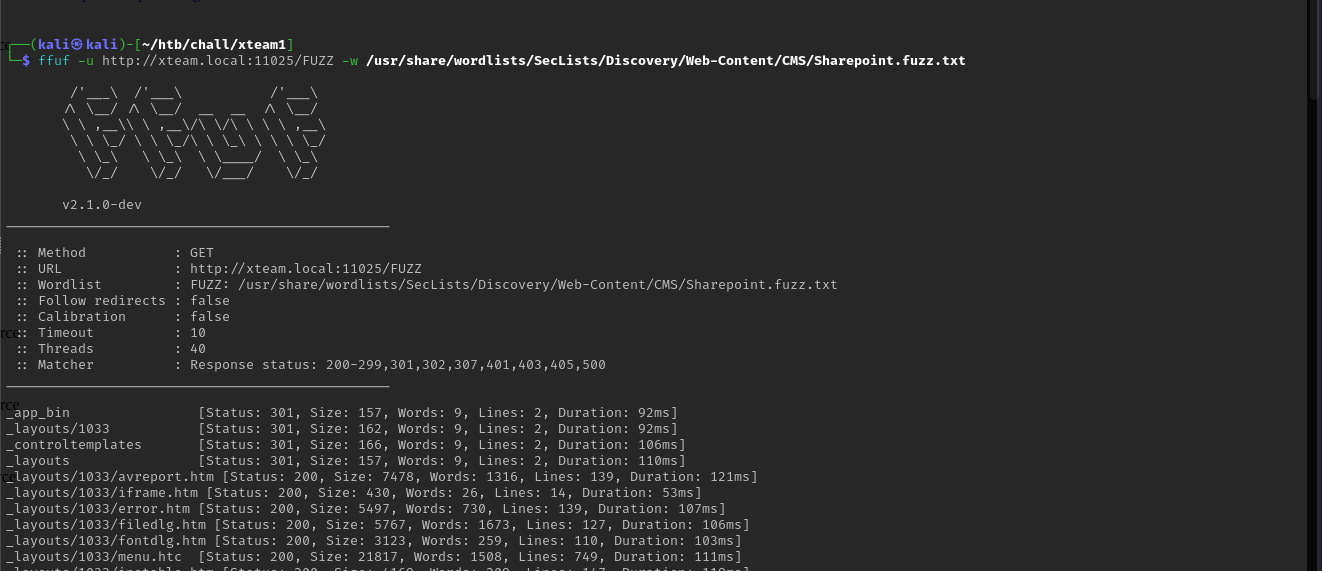 (kali㉿kali)-[~/htb/chall/xteam1]
$ ffuf -u http://xteam.local:11025/FUZZ -w /usr/share/wordlists/SecLists/Discovery/Web-Content/CMS/Sharepoint.fuzz.txt
v2.1.0-dev
:: Method : GET
:: URL : http://xteam.local:11025/FUZZ
:: Wordlist : FUZZ: /usr/share/wordlists/SecLists/Discovery/Web-Content/CMS/Sharepoint.fuzz.txt
:: Follow redirects : false
:: Calibration : false
:: Timeout : 10
:: Threads : 40
:: Matcher : Response status: 200-299,301,302,307,401,403,405,500
_app_bin [Status: 301, Size: 157, Words: 9, Lines: 2, Duration: 92ms]
_layouts/1033 [Status: 301, Size: 162, Words: 9, Lines: 2, Duration: 92ms]
_controltemplates [Status: 301, Size: 166, Words: 9, Lines: 2, Duration: 106ms]
_layouts [Status: 301, Size: 157, Words: 9, Lines: 2, Duration: 110ms]
_layouts/1033/avreport.htm [Status: 200, Size: 7478, Words: 1316, Lines: 139, Duration: 121ms]
_layouts/1033/iframe.htm [Status: 200, Size: 430, Words: 26, Lines: 14, Duration: 53ms]
_layouts/1033/error.htm [Status: 200, Size: 5497, Words: 730, Lines: 139, Duration: 107ms]
_layouts/1033/filedlg.htm [Status: 200, Size: 5767, Words: 1673, Lines: 127, Duration: 106ms]
_layouts/1033/fontdlg.htm [Status: 200, Size: 3123, Words: 259, Lines: 110, Duration: 103ms]
_layouts/1033/menu.htc [Status: 200, Size: 21817, Words: 1508, Lines: 749, Duration: 111ms]